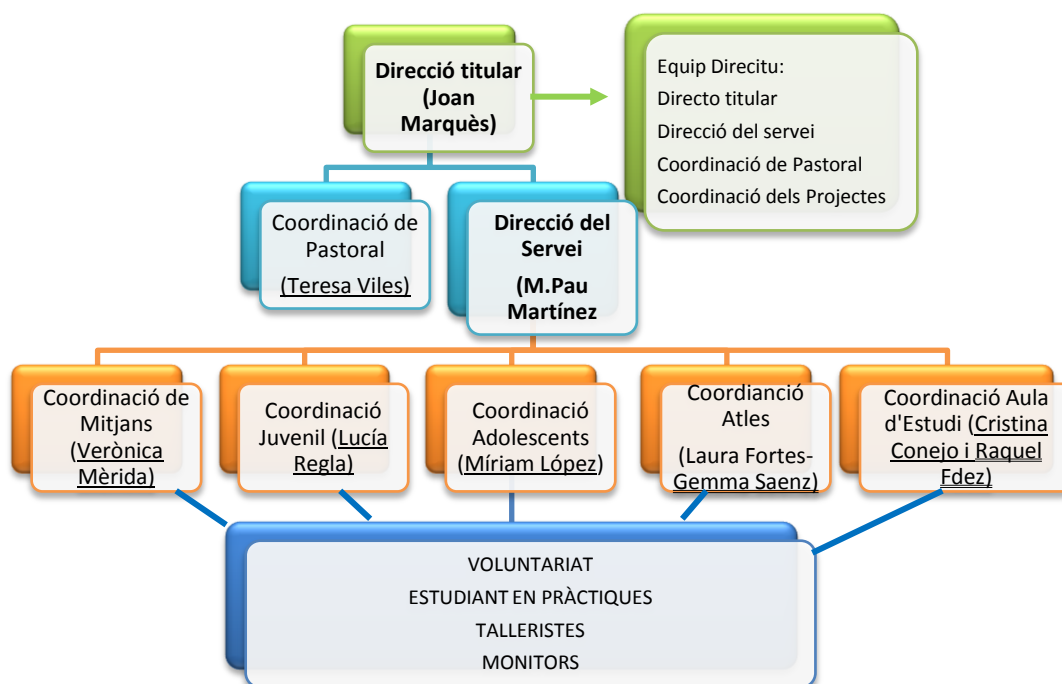 Direcció titular
(Joan
Marquès)
Equip Direcitu:
Directo titular
Direcció del servei
Coordinació de Pastoral
Coordinació dels Projectes
Coordinació de
Pastoral
(Teresa Viles)
Direcció del
Servei
(M.Pau
Martínez
Coordinació de
Mitjans
(Verònica
Mèrida)
Coordinació
Juvenil (Lucía
Regla)
Coordinació
Adolescents
(Míriam López)
Coordianció
Atles
(Laura Fortes-
Gemma Saenz)
Coordinació Aula
d'Estudi (Cristina
Conejo i Raquel
Fdez)
VOLUNTARIAT
ESTUDIANT EN PRÀCTIQUES
TALLERISTES
MONITORS